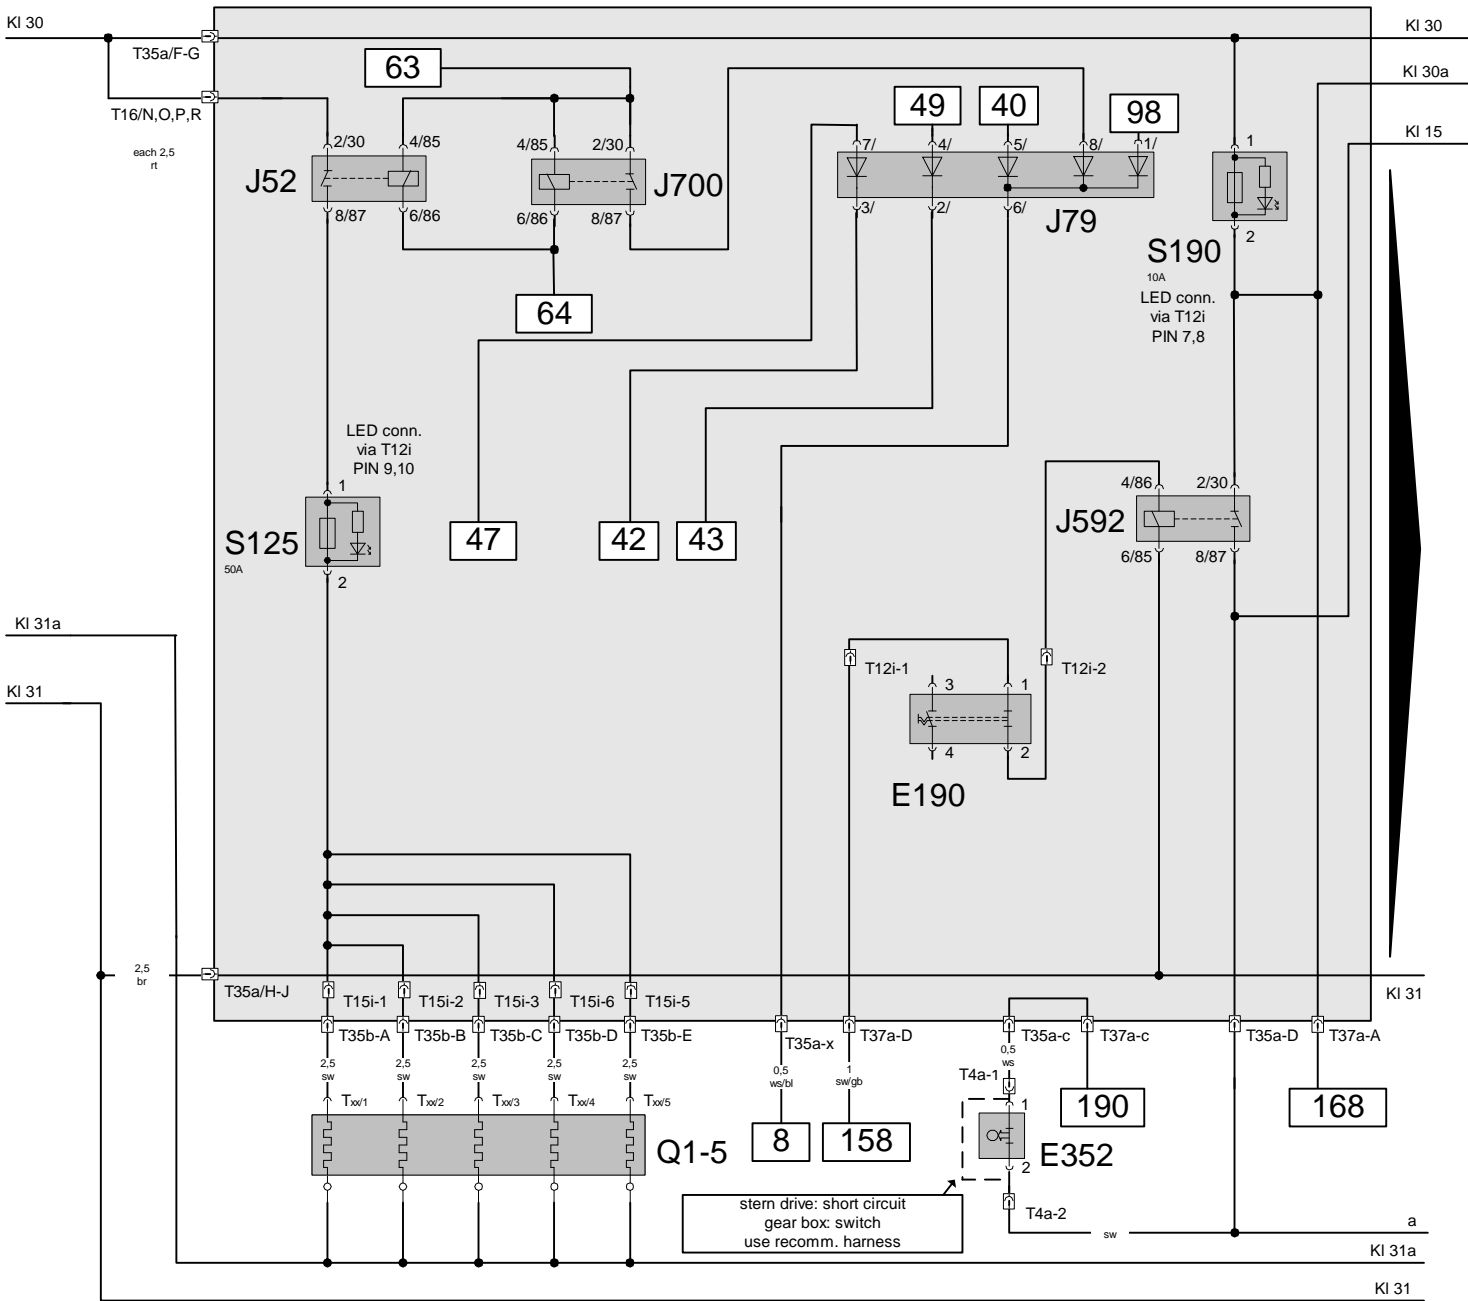 Kl 30
Kl 30
T35a/F-G
63
Kl 30a
T16/N,O,P,R
49
40
98
each 2,5
rt
Kl 15
2/30
4/85
4/85
2/30
7/
4/
5/
8/
1/
1
J52
J700
8/87
6/86
6/86
8/87
3/
2/
6/
J79
2
S190
10A
LED conn.
via T12i
PIN 7,8
64
LED conn.
via T12i
PIN 9,10
1
4/86
2/30
S125
50A
47
42
43
J592
2
6/85
8/87
Kl 31a
T12i-1
T12i-2
Kl 31
3
1
4
2
E190
2,5
br
T35a/H-J
T15i-1
T15i-2
T15i-3
T15i-6
T15i-5
Kl 31
T35b-A
T35b-B
T35b-C
T35b-D
T35b-E
T35a-x
T37a-D
T35a-c
T37a-c
T35a-D
T37a-A
2,5
sw
2,5
sw
2,5
sw
2,5
sw
2,5
sw
0,5
ws/bl
1
sw/gb
0,5
ws
T4a-1
Txx/1
Txx/2
Txx/3
Txx/4
Txx/5
1
190
168
Q1-5
8
158
E352
2
stern drive: short circuit
gear box: switch
use recomm. harness
T4a-2
sw
a
Kl 31a
Kl 31